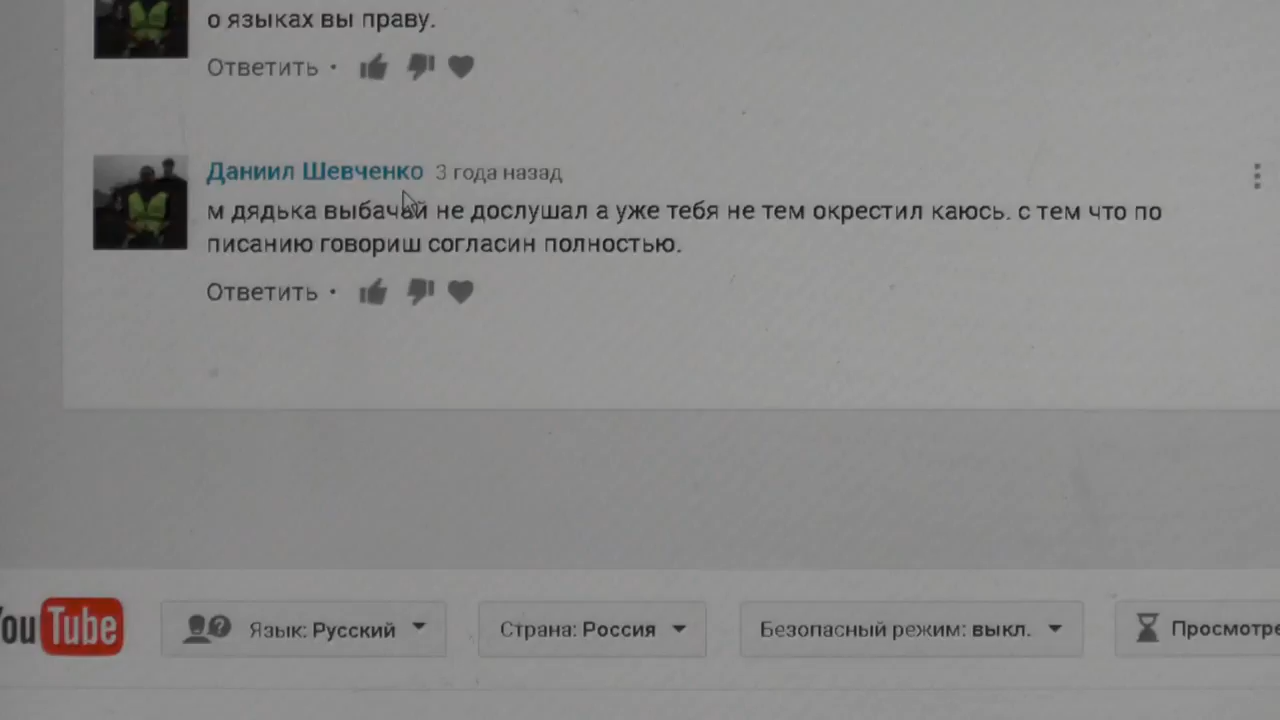 о языках вы праву.
Ответить •
Даниил Шевченко 3 года назад
м дядька выбачай не дослушал а уже тебя не тем окрестил каюсь. с тем что по
писанию говориш согласин полностью.
Ответить •
You Tube
Язык: Русский
Страна: Россия
Безопасный режим: выкл.
Просмотре